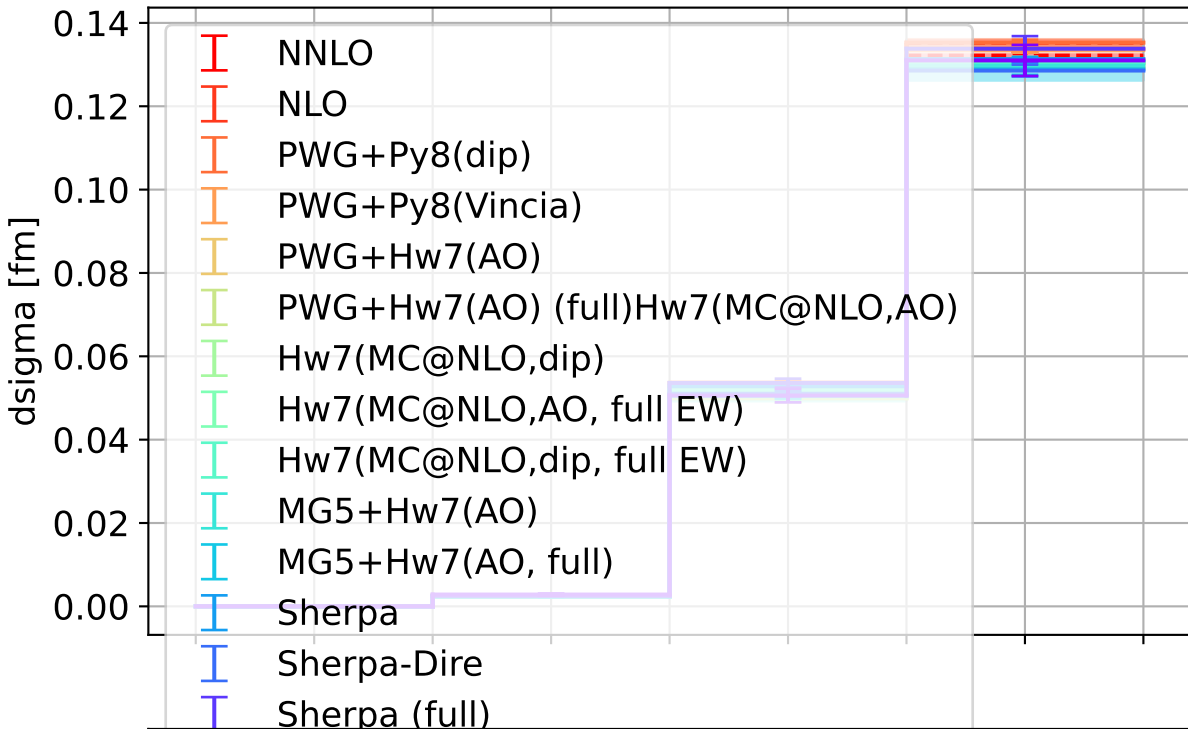 0.14
0.12
0.10
0.08
0.06
0.04
0.02
0.00
dsigma [fm]
NNLO
NLO
PWG+Py8(dip)
PWG+Py8(Vincia)
PWG+Hw7(AO)
PWG+Hw7(AO) (full)Hw7(MC@NLO,AO)
Hw7(MC@NLO,dip)
Hw7(MC@NLO,AO, full EW)
Hw7(MC@NLO,dip, full EW)
MG5+Hw7(AO)
MG5+Hw7(AO, full)
Sherpa
Sherpa-Dire
Sherpa (full)